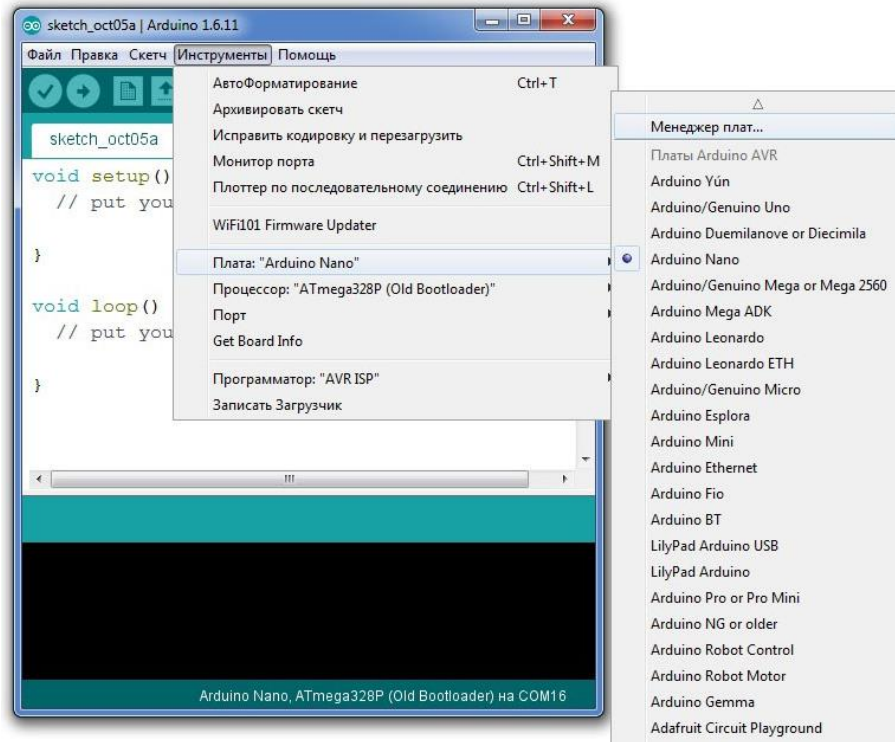 sketch_oct05a | Arduino 1.6.11
Файл Правка Скетч Инструменты Помощь
sketch_oct05a
void setup()
// put you
}
void loop()
// put you
}
АвтоФорматирование Ctrl+T
Архивировать скетч
Исправить кодировку и перезагрузить
Монитор порта Ctrl+Shift+M
Плоттер по последовательному соединению Ctrl+Shift+L
WiFi101 Firmware Updater
Плата: "Arduino Nano"
Процессор: "ATmega328P (Old Bootloader)"
Порт
Get Board Info
Программатор: "AVR ISP"
Записать Загрузчик
Менеджер плат...
Платы Arduino AVR
Arduino Yún
Arduino/Genuino Uno
Arduino Duemilanove or Diecimila
Arduino Nano
Arduino/Genuino Mega or Mega 2560
Arduino Mega ADK
Arduino Leonardo
Arduino Leonardo ETH
Arduino/Genuino Micro
Arduino Esplora
Arduino Mini
Arduino Ethernet
Arduino Fio
Arduino BT
LilyPad Arduino USB
LilyPad Arduino
Arduino Pro or Pro Mini
Arduino NG or older
Arduino Robot Control
Arduino Robot Motor
Arduino Gemma
Adafruit Circuit Playground
Arduino Nano, ATmega328P (Old Bootloader) на COM16